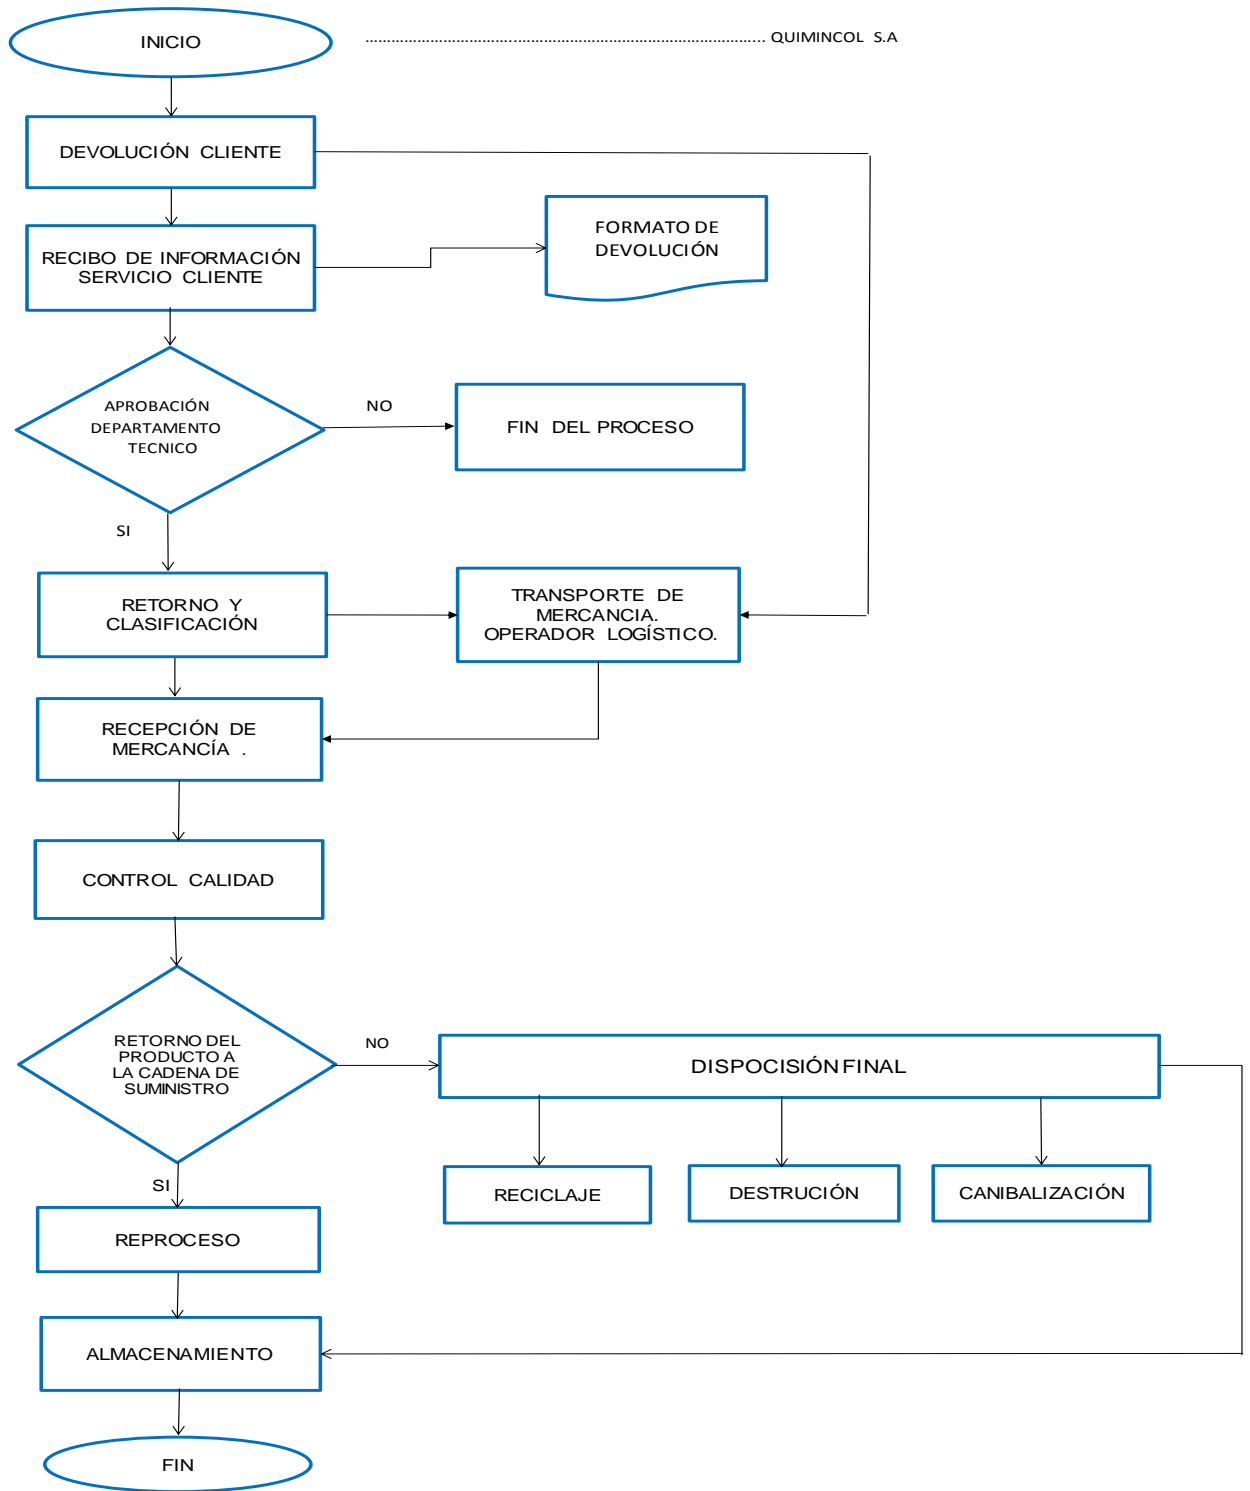 INICIO
................................................................................ QUIMINCOL S.A
DEVOLUCIÓN CLIENTE
RECIBO DE INFORMACIÓN
SERVICIO CLIENTE
FORMATO DE
DEVOLUCIÓN
APROBACIÓN
DEPARTAMENTO
TECNICO
NO
FIN DEL PROCESO
SI
RETORNO Y
CLASIFICACIÓN
TRANSPORTE DE
MERCANCIA.
OPERADOR LOGÍSTICO.
RECEPCIÓN DE
MERCANCÍA .
CONTROL CALIDAD
RETORNO DEL
PRODUCTO A
LA CADENA DE
SUMINISTRO
NO
DISPOCISIÓN FINAL
SI
RECICLAJE
DESTRUCIÓN
CANIBALIZACIÓN
REPROCESO
ALMACENAMIENTO
FIN